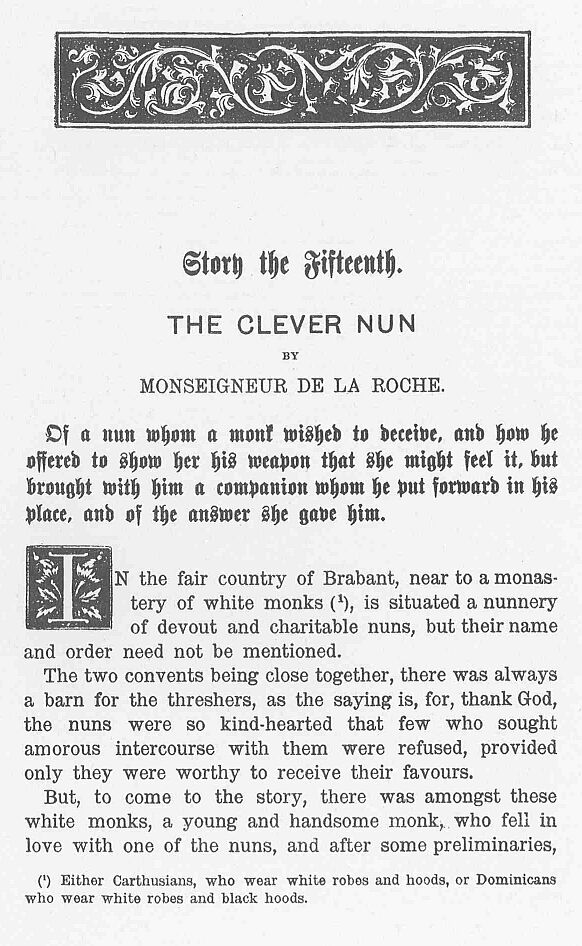 Story the Fifteenth.
THE CLEVER NUN
BY
MONSEIGNEUR DE LA ROCHE.
Of a nun whom a monk wished to deceive, and how he
offered to show her his weapon that she might feel it, but
brought with him a companion whom he put forward in his
place, and of the answer she gave him.
IN the fair country of Brabant, near to a monas-
tery of white monks (¹), is situated a nunnery
of devout and charitable nuns, but their name
and order need not be mentioned.
The two convents being close together, there was always
a barn for the threshers, as the saying is, for, thank God,
the nuns were so kind-hearted that few who sought
amorous intercourse with them were refused, provided
only they were worthy to receive their favours.
But, to come to the story, there was amongst these
white monks, a young and handsome monk, who fell in
love with one of the nuns, and after some preliminaries,
(¹) Either Carthusians, who wear white robes and hoods, or Dominicans
who wear white robes and black hoods.